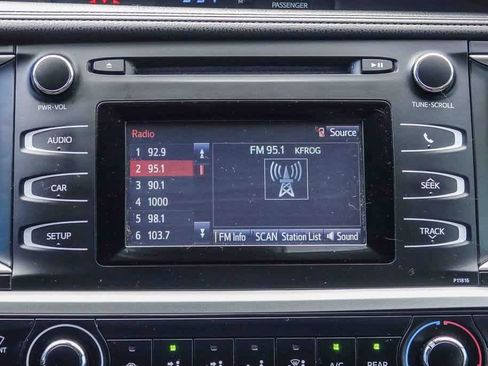 PASSENGER
PWR•VOL
TUNE•SCROLL
AUDIO
CAR
SETUP
SEEK
TRACK
Radio
Source
1 92.9
2 95.1
3 90.1
4 1000
5 98.1
6 103.7
FM 95.1 KFROG
FM Info
SCAN
Station List
Sound
P11816
A/C
REAR